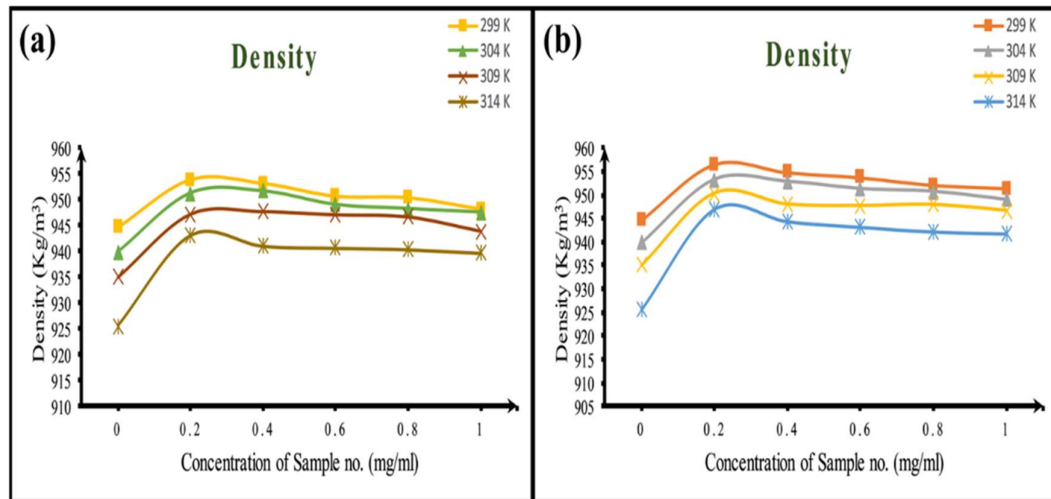 (a)
Density
299 K
304 K
309 K
314 K
Density (Kg/m³)
960
955
950
945
940
935
930
925
920
915
910
0 0.2 0.4 0.6 0.8 1
Concentration of Sample no. (mg/ml)
(b)
Density
299 K
304 K
309 K
314 K
Density (Kg/m³)
960
955
950
945
940
935
930
925
920
915
910
905
0 0.2 0.4 0.6 0.8 1
Concentration of Sample no. (mg/ml)